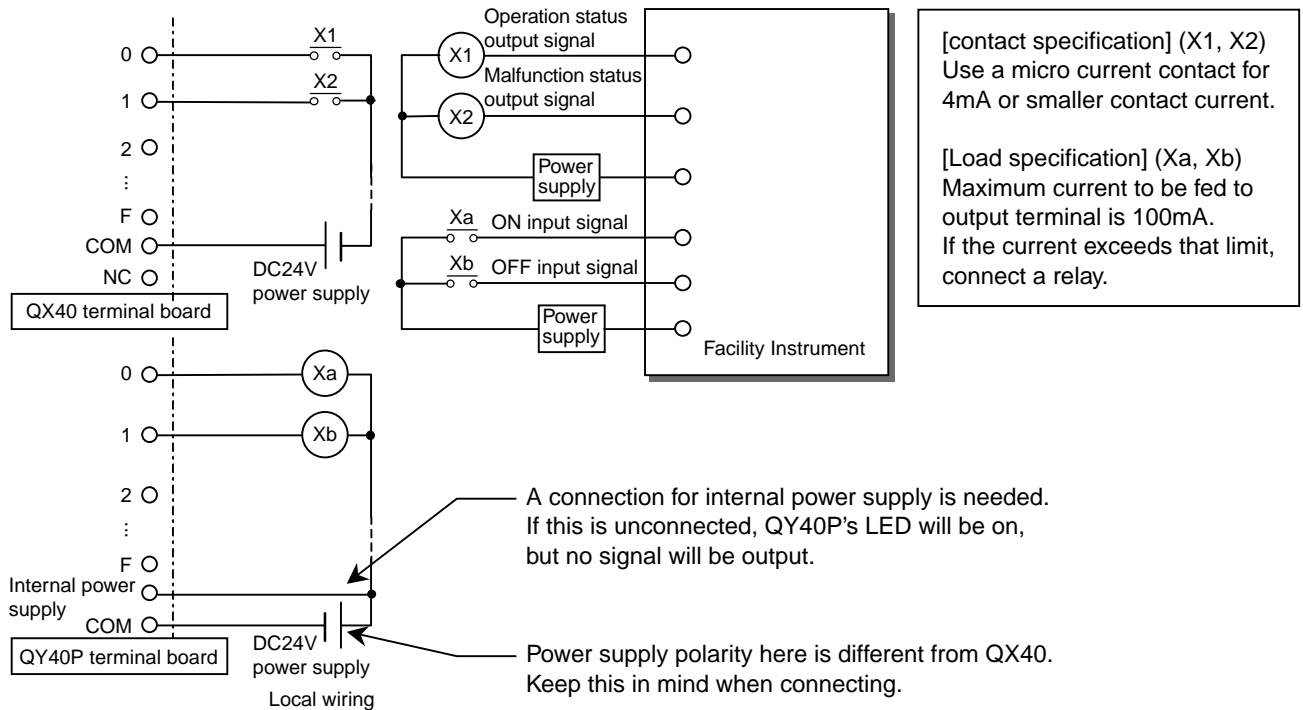 0
X1
1
X2
2
⋮
F
COM
NC
DC24V
power supply
QX40 terminal board
Operation status
output signal
X1
Malfunction status
output signal
X2
Power
supply
Xa
ON input signal
Xb
OFF input signal
Power
supply
Facility Instrument
[contact specification] (X1, X2)
Use a micro current contact for
4mA or smaller contact current.
[Load specification] (Xa, Xb)
Maximum current to be fed to
output terminal is 100mA.
If the current exceeds that limit,
connect a relay.
0
Xa
1
Xb
2
⋮
F
Internal power
supply
COM
DC24V
power supply
QY40P terminal board
Local wiring
A connection for internal power supply is needed.
If this is unconnected, QY40P's LED will be on,
but no signal will be output.
Power supply polarity here is different from QX40.
Keep this in mind when connecting.